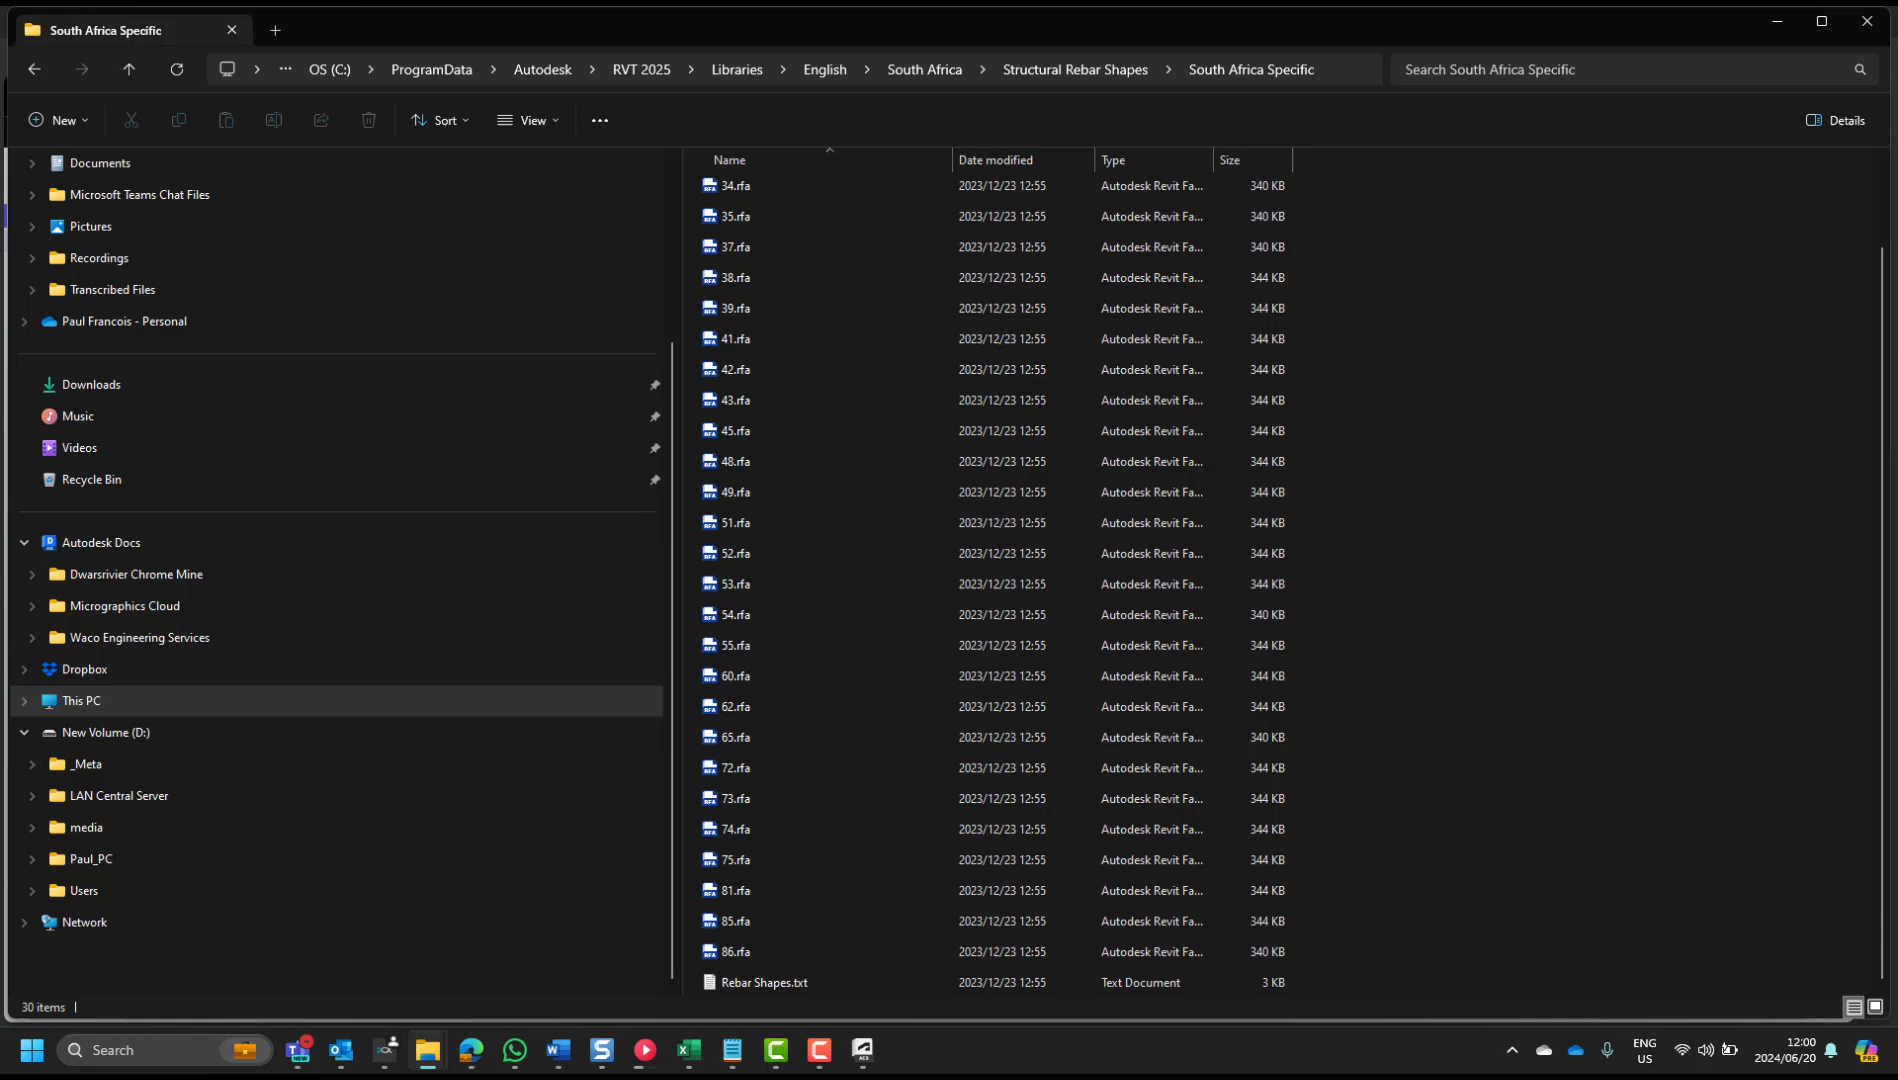 South Africa Specific
OS (C:) ProgramData Autodesk RVT 2025 Libraries English South Africa Structural Rebar Shapes South Africa Specific
Search South Africa Specific
New Sort View Details
Documents
Microsoft Teams Chat Files
Pictures
Recordings
Transcribed Files
Paul Francois - Personal
Downloads
Music
Videos
Recycle Bin
Autodesk Docs
Dwarsrivier Chrome Mine
Micrographics Cloud
Waco Engineering Services
Dropbox
This PC
New Volume (D:)
_Meta
LAN Central Server
media
Paul_PC
Users
Network
Name Date modified Type Size
34.rfa 2023/12/23 12:55 Autodesk Revit Fa... 340 KB
35.rfa 2023/12/23 12:55 Autodesk Revit Fa... 340 KB
37.rfa 2023/12/23 12:55 Autodesk Revit Fa... 340 KB
38.rfa 2023/12/23 12:55 Autodesk Revit Fa... 344 KB
39.rfa 2023/12/23 12:55 Autodesk Revit Fa... 344 KB
41.rfa 2023/12/23 12:55 Autodesk Revit Fa... 344 KB
42.rfa 2023/12/23 12:55 Autodesk Revit Fa... 344 KB
43.rfa 2023/12/23 12:55 Autodesk Revit Fa... 344 KB
45.rfa 2023/12/23 12:55 Autodesk Revit Fa... 344 KB
48.rfa 2023/12/23 12:55 Autodesk Revit Fa... 344 KB
49.rfa 2023/12/23 12:55 Autodesk Revit Fa... 344 KB
51.rfa 2023/12/23 12:55 Autodesk Revit Fa... 344 KB
52.rfa 2023/12/23 12:55 Autodesk Revit Fa... 344 KB
53.rfa 2023/12/23 12:55 Autodesk Revit Fa... 344 KB
54.rfa 2023/12/23 12:55 Autodesk Revit Fa... 340 KB
55.rfa 2023/12/23 12:55 Autodesk Revit Fa... 344 KB
60.rfa 2023/12/23 12:55 Autodesk Revit Fa... 344 KB
62.rfa 2023/12/23 12:55 Autodesk Revit Fa... 344 KB
65.rfa 2023/12/23 12:55 Autodesk Revit Fa... 340 KB
72.rfa 2023/12/23 12:55 Autodesk Revit Fa... 344 KB
73.rfa 2023/12/23 12:55 Autodesk Revit Fa... 344 KB
74.rfa 2023/12/23 12:55 Autodesk Revit Fa... 344 KB
75.rfa 2023/12/23 12:55 Autodesk Revit Fa... 344 KB
81.rfa 2023/12/23 12:55 Autodesk Revit Fa... 344 KB
85.rfa 2023/12/23 12:55 Autodesk Revit Fa... 344 KB
86.rfa 2023/12/23 12:55 Autodesk Revit Fa... 340 KB
Rebar Shapes.txt 2023/12/23 12:55 Text Document 3 KB
30 items
Search
ENG
US
12:00
2024/06/20